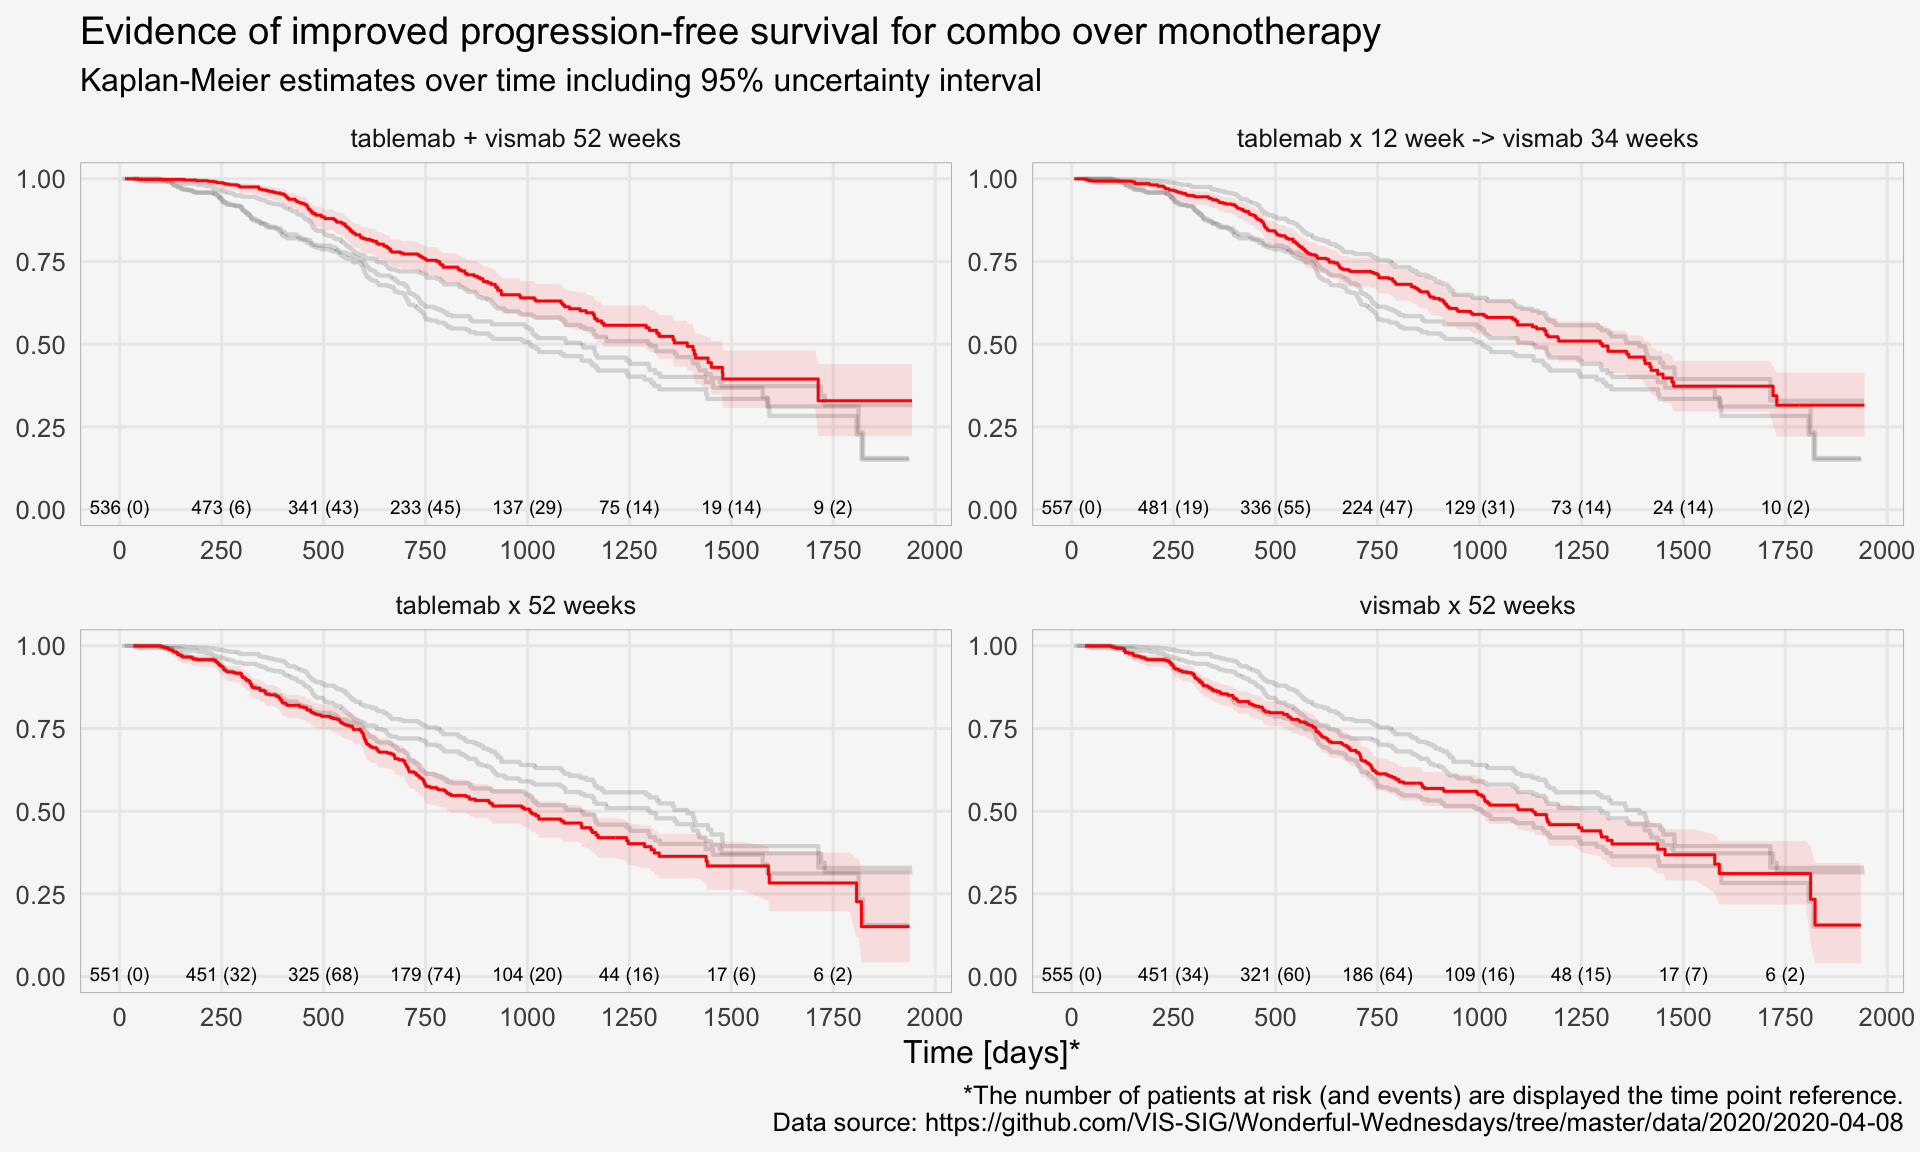 Evidence of improved progression-free survival for combo over monotherapy
Kaplan-Meier estimates over time including 95% uncertainty interval
tablemab + vismab 52 weeks
1.00
0.75
0.50
0.25
0.00
536 (0) 473 (6) 341 (43) 233 (45) 137 (29) 75 (14) 19 (14) 9 (2)
0 250 500 750 1000 1250 1500 1750 2000
tablemab x 12 week -> vismab 34 weeks
1.00
0.75
0.50
0.25
0.00
557 (0) 481 (19) 336 (55) 224 (47) 129 (31) 73 (14) 24 (14) 10 (2)
0 250 500 750 1000 1250 1500 1750 2000
tablemab x 52 weeks
1.00
0.75
0.50
0.25
0.00
551 (0) 451 (32) 325 (68) 179 (74) 104 (20) 44 (16) 17 (6) 6 (2)
0 250 500 750 1000 1250 1500 1750 2000
vismab x 52 weeks
1.00
0.75
0.50
0.25
0.00
555 (0) 451 (34) 321 (60) 186 (64) 109 (16) 48 (15) 17 (7) 6 (2)
0 250 500 750 1000 1250 1500 1750 2000
Time [days]*
*The number of patients at risk (and events) are displayed the time point reference.
Data source: https://github.com/VIS-SIG/Wonderful-Wednesdays/tree/master/data/2020/2020-04-08